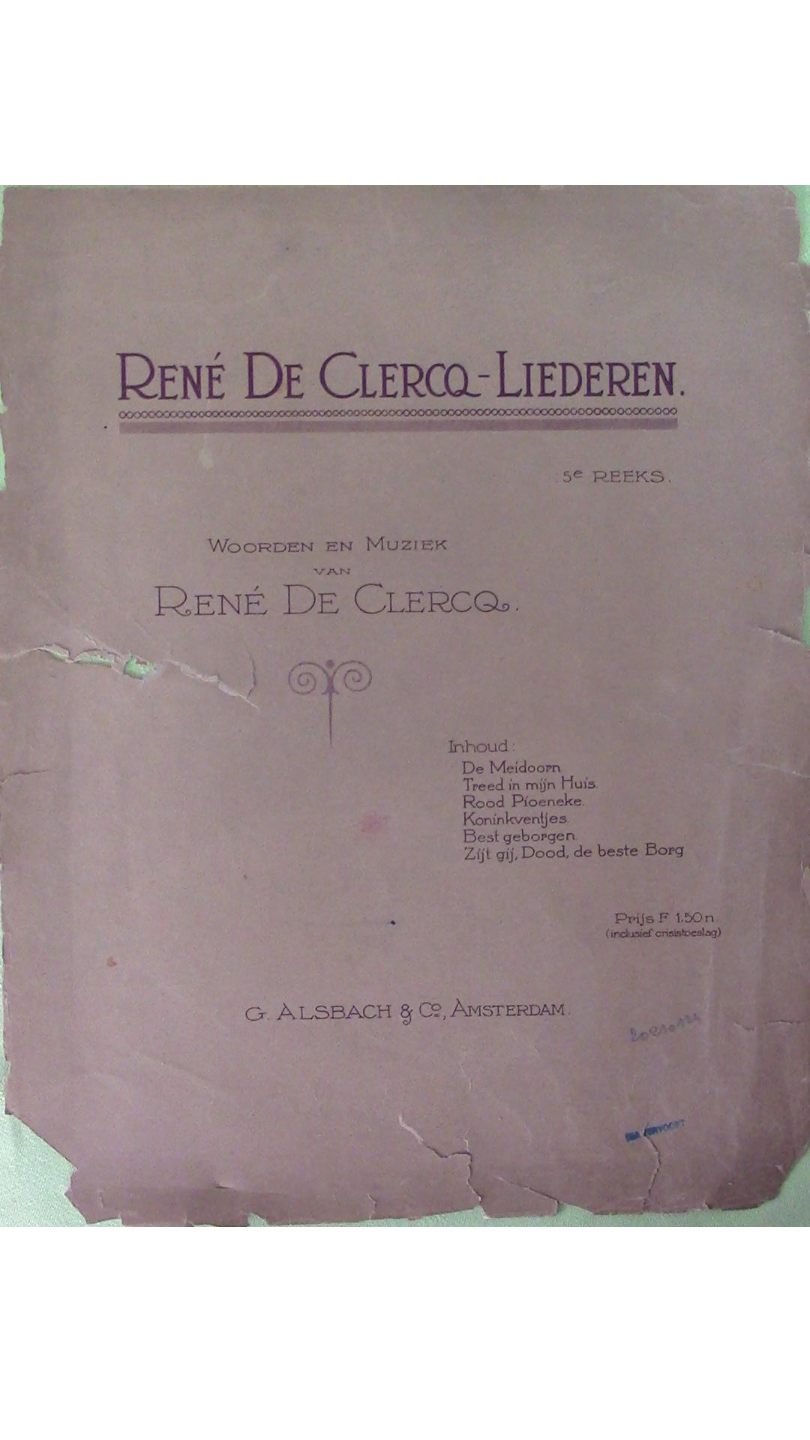 RENÉ DE CLERCQ-LIEDEREN.
5e REEKS.
WOORDEN EN MUZIEK
VAN
RENÉ DE CLERCQ.
Inhoud:
De Meidoorn.
Treed in mijn Huis.
Rood Pioeneke.
Koninkventjes.
Best geborgen.
Zijt gij, Dood, de beste Borg
Prijs F 1.50 n
(inclusief crisistoeslag)
G. ALSBACH & Co., AMSTERDAM.